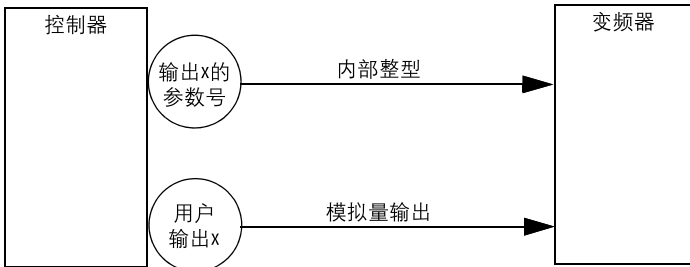 控制器
变频器
输出x的
参数号
内部整型
用户
输出x
模拟量输出